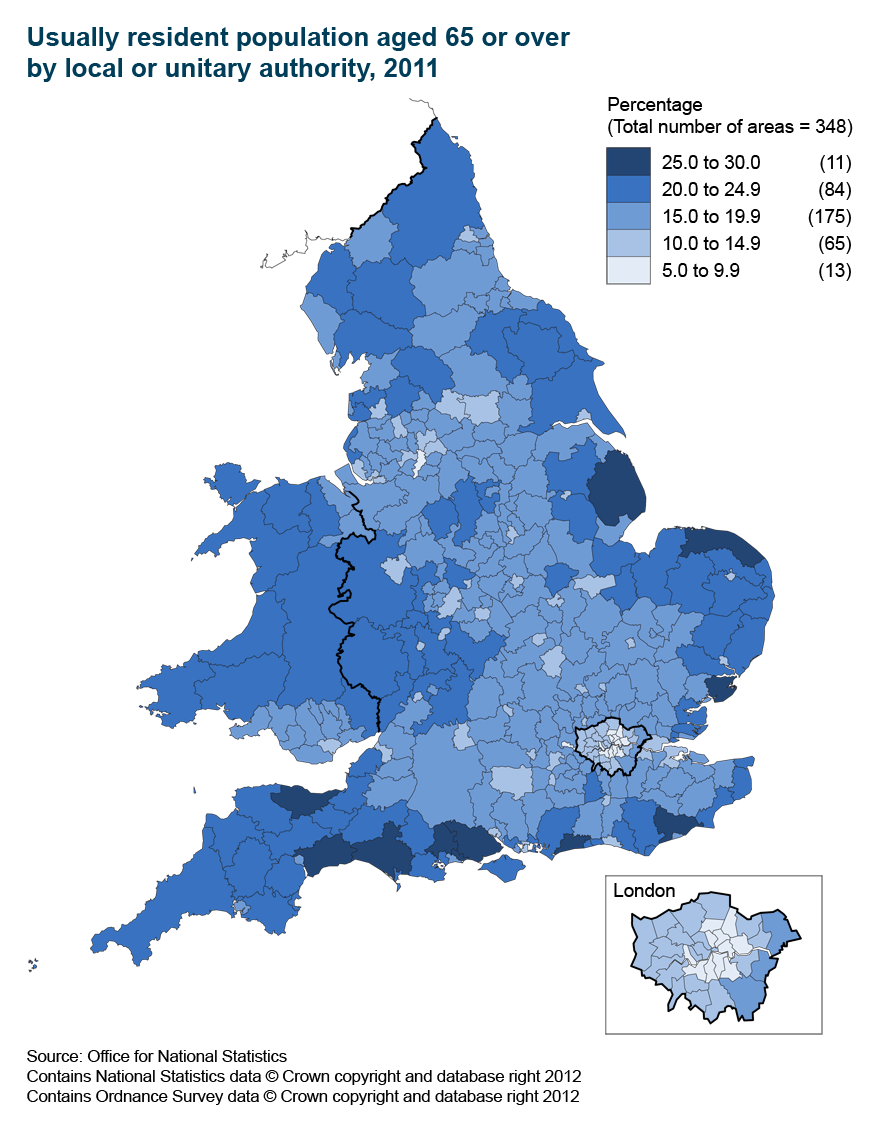 Usually resident population aged 65 or over
by local or unitary authority, 2011
Percentage
(Total number of areas = 348)
25.0 to 30.0 (11)
20.0 to 24.9 (84)
15.0 to 19.9 (175)
10.0 to 14.9 (65)
5.0 to 9.9 (13)
London
Source: Office for National Statistics
Contains National Statistics data © Crown copyright and database right 2012
Contains Ordnance Survey data © Crown copyright and database right 2012